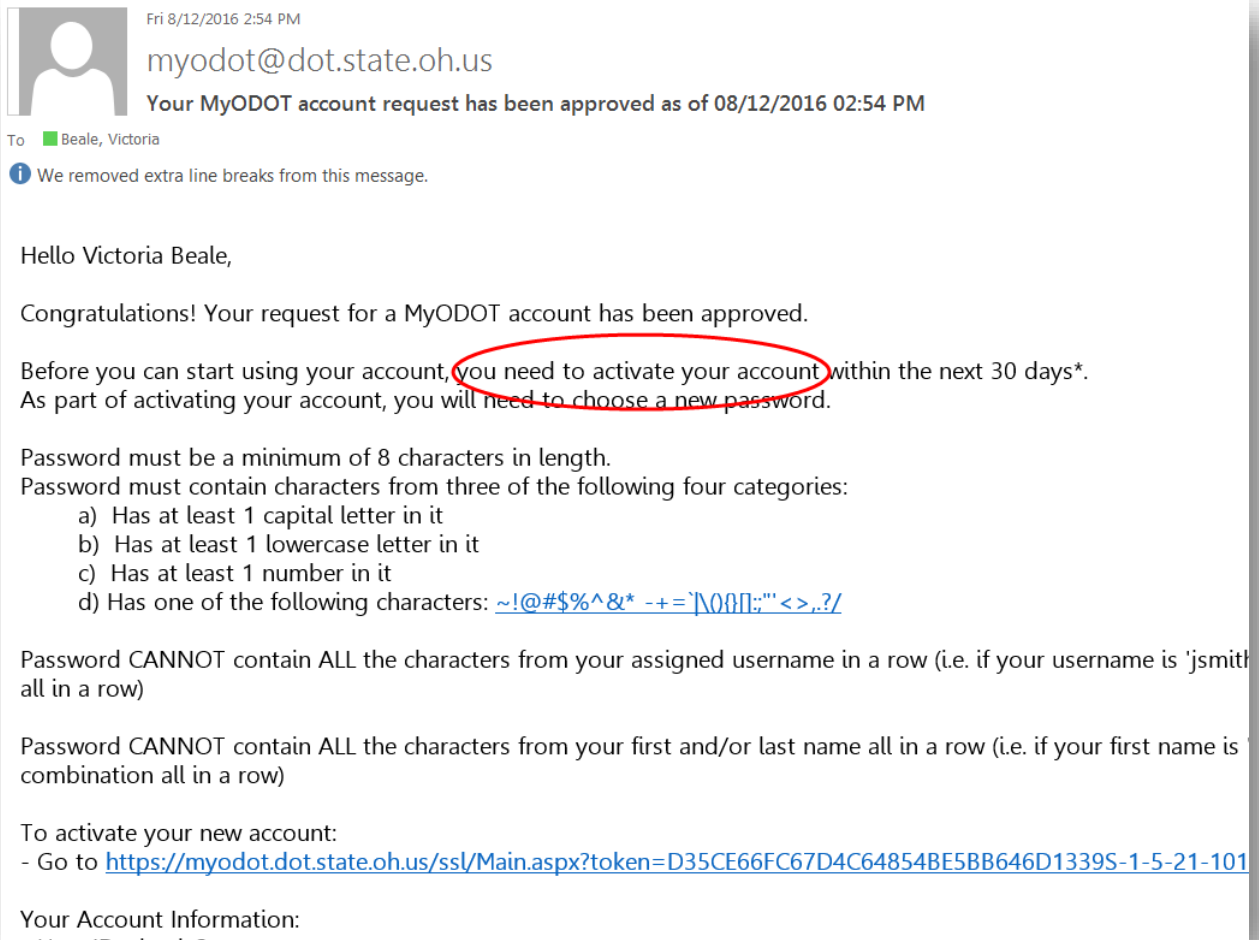 Fri 8/12/2016 2:54 PM
myodot@dot.state.oh.us
Your MyODOT account request has been approved as of 08/12/2016 02:54 PM
To Beale, Victoria
We removed extra line breaks from this message.
Hello Victoria Beale,
Congratulations! Your request for a MyODOT account has been approved.
Before you can start using your account, you need to activate your account within the next 30 days*.
As part of activating your account, you will need to choose a new password.
Password must be a minimum of 8 characters in length.
Password must contain characters from three of the following four categories:
a) Has at least 1 capital letter in it
b) Has at least 1 lowercase letter in it
c) Has at least 1 number in it
d) Has one of the following characters: ~!@#$%^&* -+=`|\(){}[]:;"'<>,.?/
Password CANNOT contain ALL the characters from your assigned username in a row (i.e. if your username is 'jsmith
all in a row)
Password CANNOT contain ALL the characters from your first and/or last name all in a row (i.e. if your first name is '
combination all in a row)
To activate your new account:
- Go to https://myodot.dot.state.oh.us/ssl/Main.aspx?token=D35CE66FC67D4C64854BE5BB646D1339S-1-5-21-101
Your Account Information: